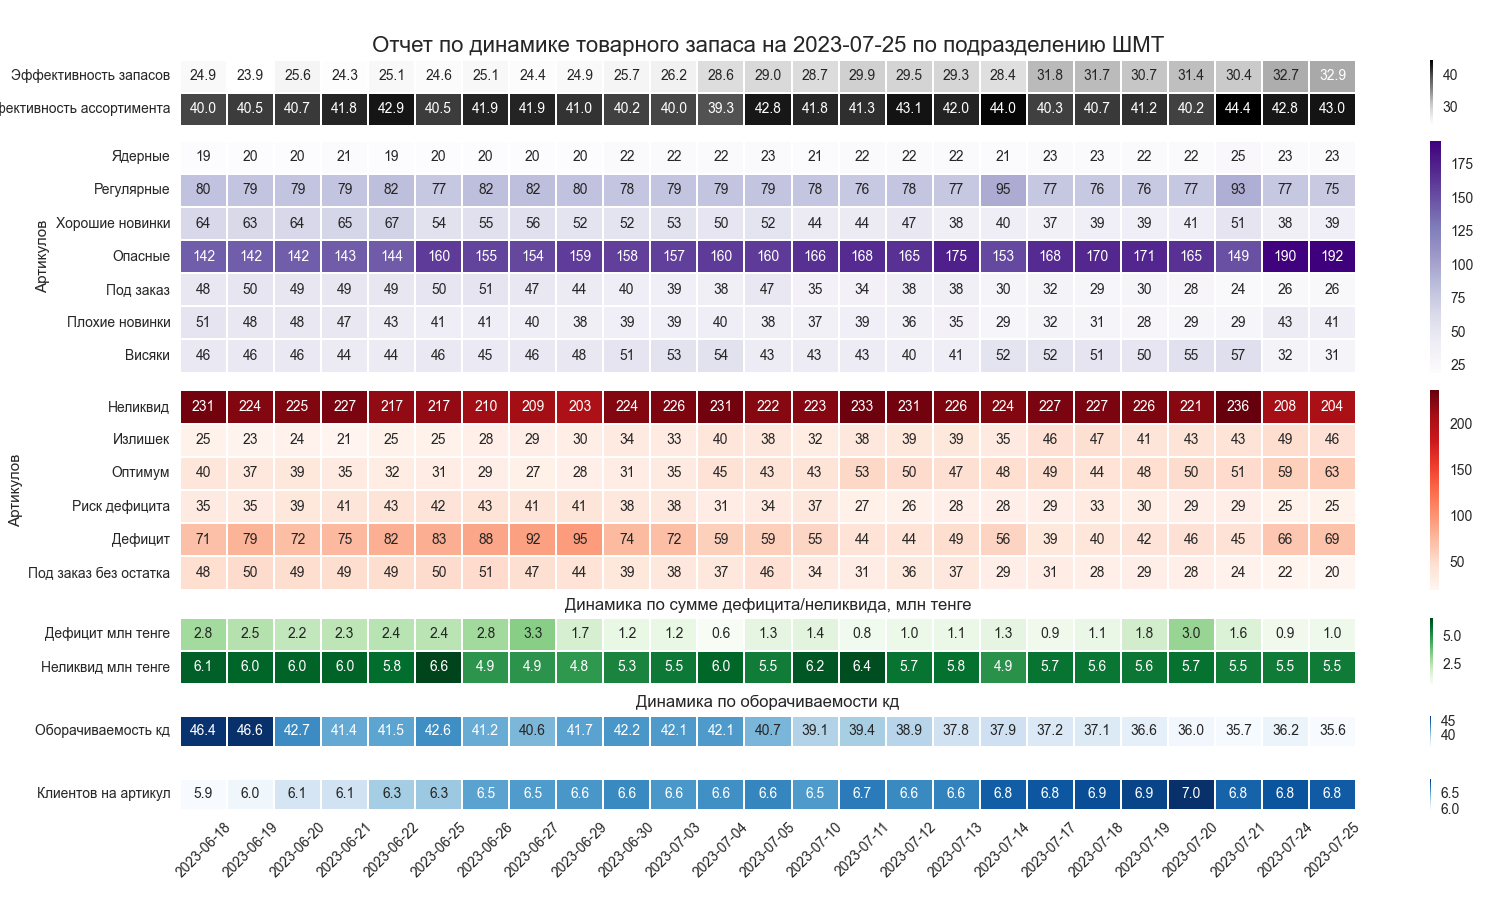 Отчет по динамике товарного запаса на 2023-07-25 по подразделению ШМТ
Эффективность запасов 24.9 23.9 25.6 24.3 25.1 24.6 25.1 24.4 24.9 25.7 26.2 28.6 29.0 28.7 29.9 29.5 29.3 28.4 31.8 31.7 30.7 31.4 30.4 32.7 32.9
фективность ассортимента 40.0 40.5 40.7 41.8 42.9 40.5 41.9 41.9 41.0 40.2 40.0 39.3 42.8 41.8 41.3 43.1 42.0 44.0 40.3 40.7 41.2 40.2 44.4 42.8 43.0
40
30
Артикулов
Ядерные 19 20 20 21 19 20 20 20 20 22 22 22 23 21 22 22 22 21 23 23 22 22 25 23 23
Регулярные 80 79 79 79 82 77 82 82 80 78 79 79 79 78 76 78 77 95 77 76 76 77 93 77 75
Хорошие новинки 64 63 64 65 67 54 55 56 52 52 53 50 52 44 44 47 38 40 37 39 39 41 51 38 39
Опасные 142 142 142 143 144 160 155 154 159 158 157 160 160 166 168 165 175 153 168 170 171 165 149 190 192
Под заказ 48 50 49 49 49 50 51 47 44 40 39 38 47 35 34 38 38 30 32 29 30 28 24 26 26
Плохие новинки 51 48 48 47 43 41 41 40 38 39 39 40 38 37 39 36 35 29 32 31 28 29 29 43 41
Висяки 46 46 46 44 44 46 45 46 48 51 53 54 43 43 43 40 41 52 52 51 50 55 57 32 31
175
150
125
100
75
50
25
Артикулов
Неликвид 231 224 225 227 217 217 210 209 203 224 226 231 222 223 233 231 226 224 227 227 226 221 236 208 204
Излишек 25 23 24 21 25 25 28 29 30 34 33 40 38 32 38 39 39 35 46 47 41 43 43 49 46
Оптимум 40 37 39 35 32 31 29 27 28 31 35 45 43 43 53 50 47 48 49 44 48 50 51 59 63
Риск дефицита 35 35 39 41 43 42 43 41 41 38 38 31 34 37 27 26 28 28 29 33 30 29 29 25 25
Дефицит 71 79 72 75 82 83 88 92 95 74 72 59 59 55 44 44 49 56 39 40 42 46 45 66 69
Под заказ без остатка 48 50 49 49 49 50 51 47 44 39 38 37 46 34 31 36 37 29 31 28 29 28 24 22 20
200
150
100
50
Динамика по сумме дефицита/неликвида, млн тенге
Дефицит млн тенге 2.8 2.5 2.2 2.3 2.4 2.4 2.8 3.3 1.7 1.2 1.2 0.6 1.3 1.4 0.8 1.0 1.1 1.3 0.9 1.1 1.8 3.0 1.6 0.9 1.0
Неликвид млн тенге 6.1 6.0 6.0 6.0 5.8 6.6 4.9 4.9 4.8 5.3 5.5 6.0 5.5 6.2 6.4 5.7 5.8 4.9 5.7 5.6 5.6 5.7 5.5 5.5 5.5
5.0
2.5
Динамика по оборачиваемости кд
Оборачиваемость кд 46.4 46.6 42.7 41.4 41.5 42.6 41.2 40.6 41.7 42.2 42.1 42.1 40.7 39.1 39.4 38.9 37.8 37.9 37.2 37.1 36.6 36.0 35.7 36.2 35.6
45
40
Клиентов на артикул 5.9 6.0 6.1 6.1 6.3 6.3 6.5 6.5 6.6 6.6 6.6 6.6 6.6 6.5 6.7 6.6 6.6 6.8 6.8 6.9 6.9 7.0 6.8 6.8 6.8
6.5
6.0
2023-06-18 2023-06-19 2023-06-20 2023-06-21 2023-06-22 2023-06-25 2023-06-26 2023-06-27 2023-06-29 2023-06-30 2023-07-03 2023-07-04 2023-07-05 2023-07-10 2023-07-11 2023-07-12 2023-07-13 2023-07-14 2023-07-17 2023-07-18 2023-07-19 2023-07-20 2023-07-21 2023-07-24 2023-07-25